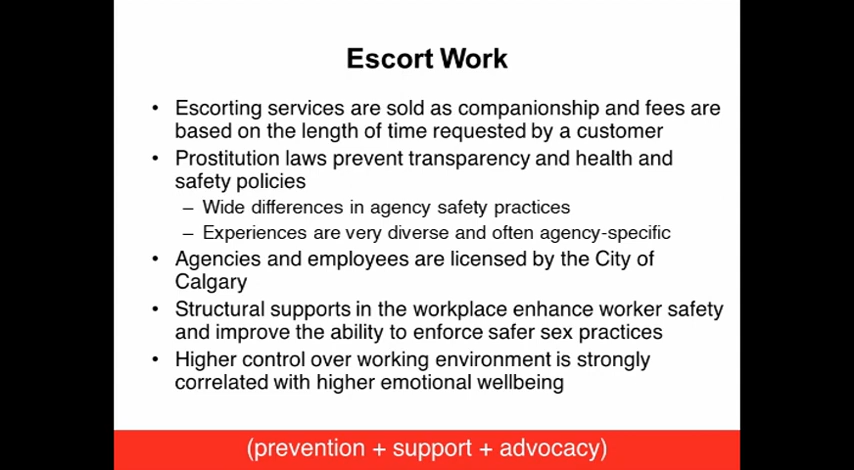 Escort Work
• Escorting services are sold as companionship and fees are
based on the length of time requested by a customer
• Prostitution laws prevent transparency and health and
safety policies
– Wide differences in agency safety practices
– Experiences are very diverse and often agency-specific
• Agencies and employees are licensed by the City of
Calgary
• Structural supports in the workplace enhance worker safety
and improve the ability to enforce safer sex practices
• Higher control over working environment is strongly
correlated with higher emotional wellbeing
(prevention + support + advocacy)